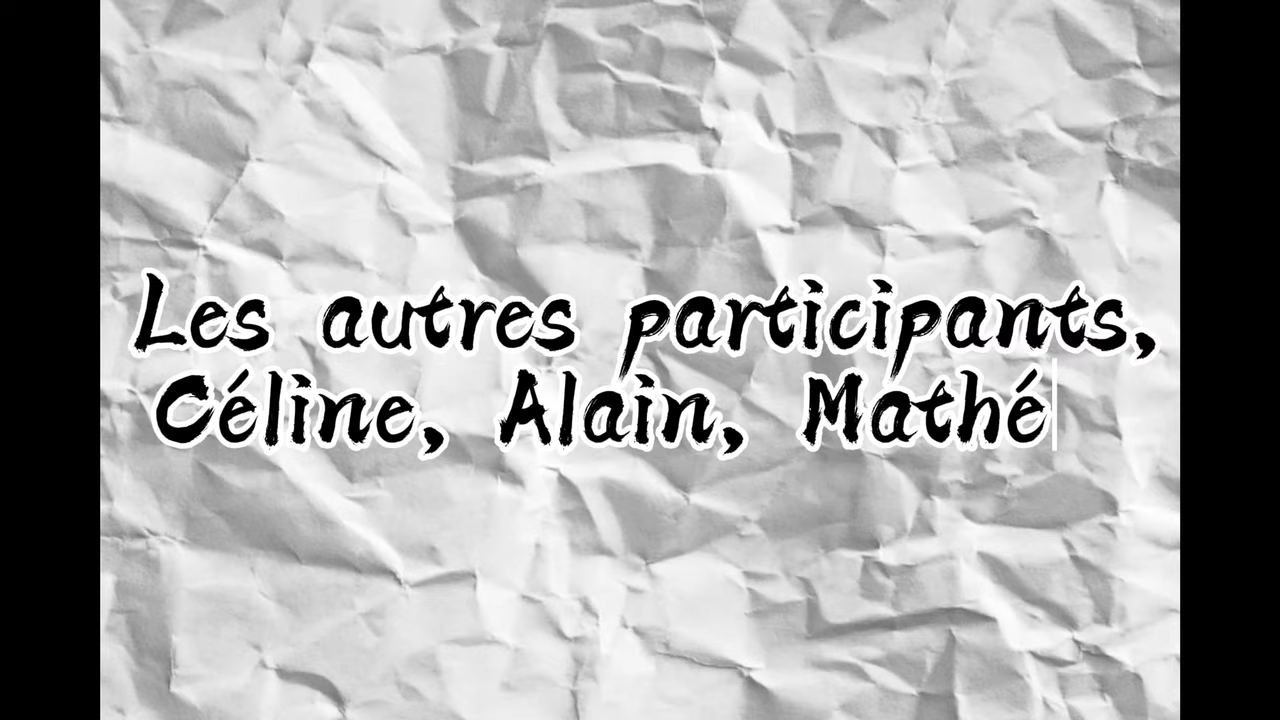 Les autres participants,
Céline, Alain, Mathé